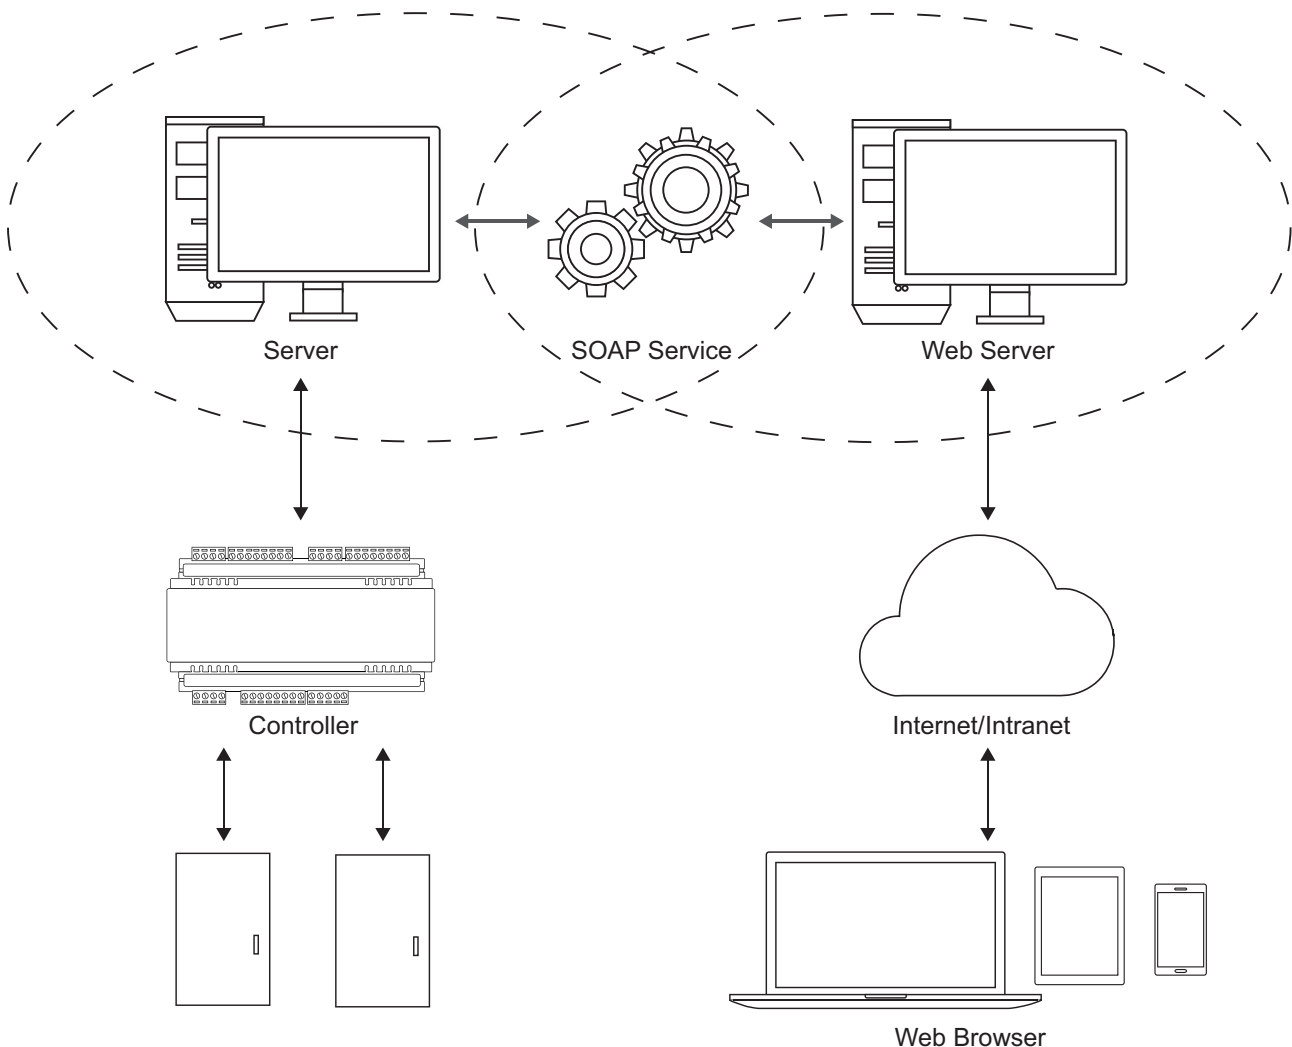 Server
SOAP Service
Web Server
Controller
Internet/Intranet
Web Browser